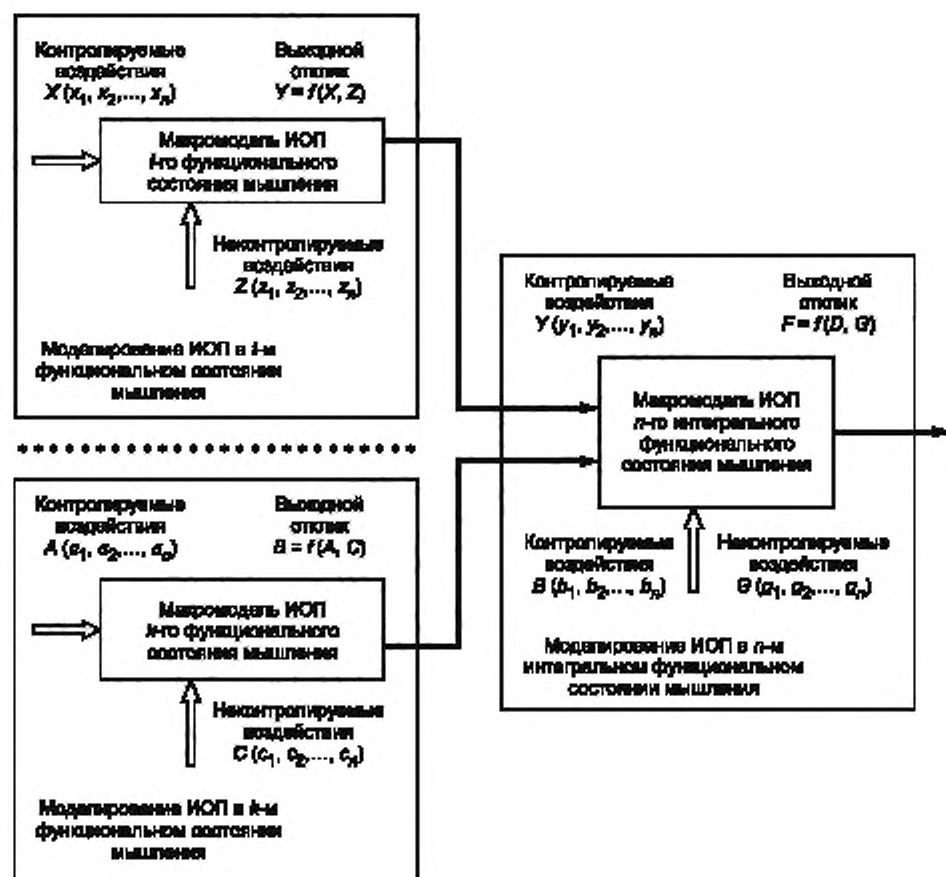 Контролируемые
воздействия
X (x1, x2,..., xn)
Выходной
отклик
Y = f (X, Z)
Макромодель ИОП
i-го функционального
состояния мышления
Неконтролируемые
воздействия
Z (z1, z2,..., zn)
Моделирование ИОП в i-м
функциональном состоянии
мышления
Контролируемые
воздействия
A (a1, a2,..., an)
Выходной
отклик
B = f (A, C)
Макромодель ИОП
k-го функционального
состояния мышления
Неконтролируемые
воздействия
C (c1, c2,..., cn)
Моделирование ИОП в k-м
функциональном состоянии
мышления
Контролируемые
воздействия
Y (y1, y2,..., yn)
Выходной
отклик
F = f (D, G)
Макромодель ИОП
n-го интегрального
функционального
состояния мышления
Контролируемые
воздействия
B (b1, b2,..., bn)
Неконтролируемые
воздействия
G (g1, g2,..., gn)
Моделирование ИОП в n-м
интегральном функциональном
состоянии мышления